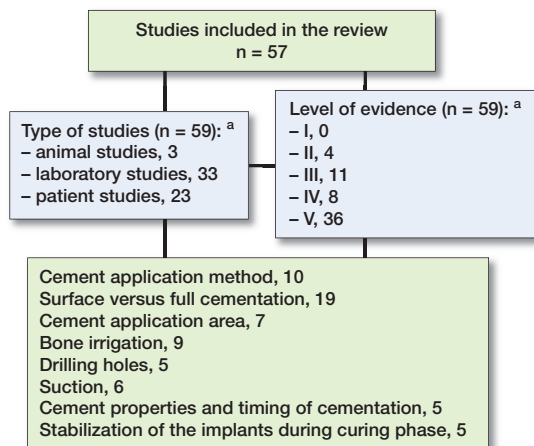 Studies included in the review
n = 57
Type of studies (n = 59): a
– animal studies, 3
– laboratory studies, 33
– patient studies, 23
Level of evidence (n = 59): a
– I, 0
– II, 4
– III, 11
– IV, 8
– V, 36
Cement application method, 10
Surface versus full cementation, 19
Cement application area, 7
Bone irrigation, 9
Drilling holes, 5
Suction, 6
Cement properties and timing of cementation, 5
Stabilization of the implants during curing phase, 5